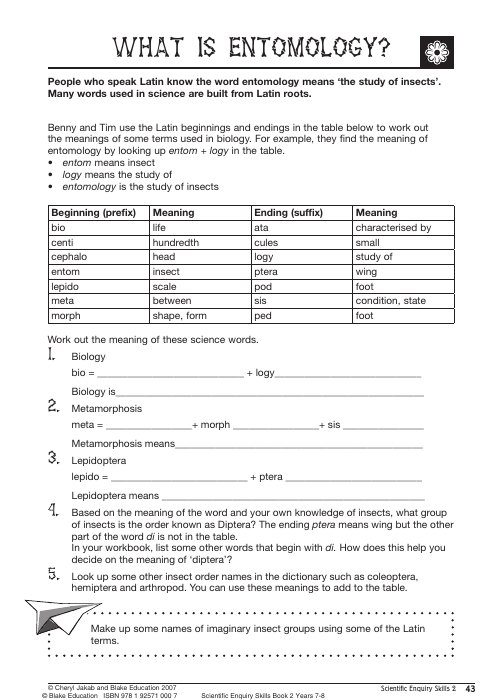 WHAT IS ENTOMOLOGY?
People who speak Latin know the word entomology means ‘the study of insects’.
Many words used in science are built from Latin roots.
Benny and Tim use the Latin beginnings and endings in the table below to work out
the meanings of some terms used in biology. For example, they find the meaning of
entomology by looking up entom + logy in the table.
• entom means insect
• logy means the study of
• entomology is the study of insects
Beginning (prefix) Meaning Ending (suffix) Meaning
bio life ata characterised by
centi hundredth cules small
cephalo head logy study of
entom insect ptera wing
lepido scale pod foot
meta between sis condition, state
morph shape, form ped foot
Work out the meaning of these science words.
1. Biology
bio = ___________________________ + logy___________________________
Biology is_________________________________________________________
2. Metamorphosis
meta = ________________+ morph ________________+ sis _______________
Metamorphosis means______________________________________________
3. Lepidoptera
lepido = _________________________ + ptera _________________________
Lepidoptera means ________________________________________________
4. Based on the meaning of the word and your own knowledge of insects, what group
of insects is the order known as Diptera? The ending ptera means wing but the other
part of the word di is not in the table.
In your workbook, list some other words that begin with di. How does this help you
decide on the meaning of ‘diptera’?
5. Look up some other insect order names in the dictionary such as coleoptera,
hemiptera and arthropod. You can use these meanings to add to the table.
Make up some names of imaginary insect groups using some of the Latin
terms.
© Cheryl Jakab and Blake Education 2007 Scientific Enquiry Skills 2 43
© Blake Education ISBN 978 1 92571 000 7 Scientific Enquiry Skills Book 2 Years 7-8